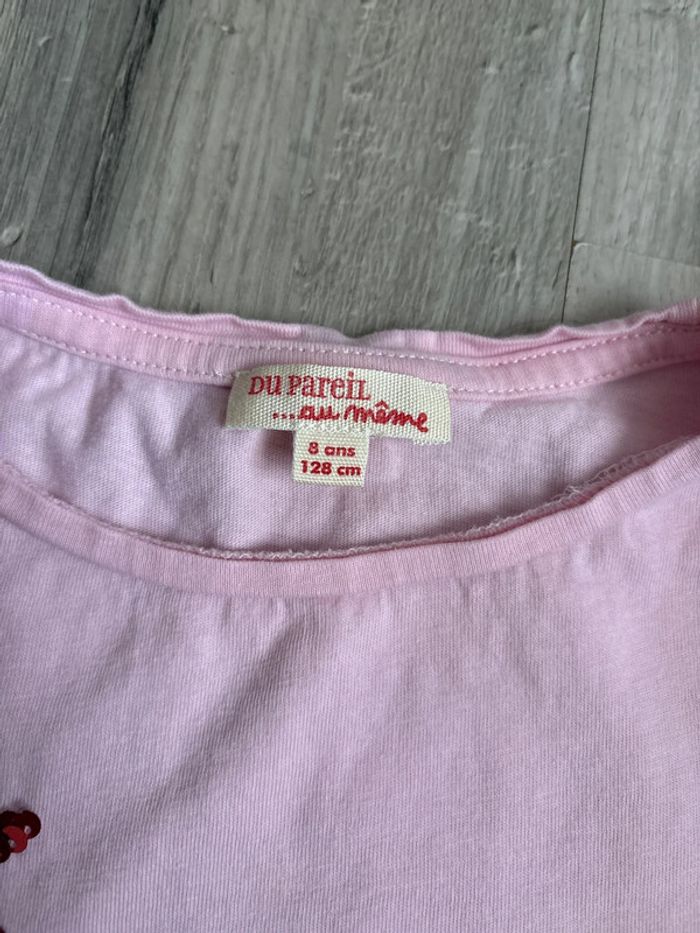 DU PAREIL
...au même
8 ans
128 cm